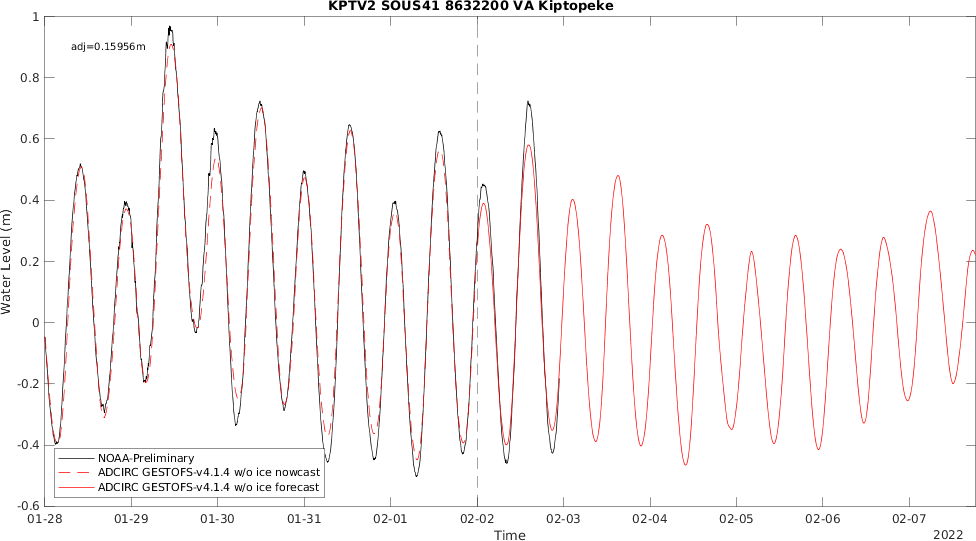 KPTV2 SOUS41 8632200 VA Kiptopeke
adj=0.15956m
1
0.8
0.6
0.4
0.2
0
-0.2
-0.4
-0.6
Water Level (m)
NOAA-Preliminary
ADCIRC GESTOFS-v4.1.4 w/o ice nowcast
ADCIRC GESTOFS-v4.1.4 w/o ice forecast
01-28 01-29 01-30 01-31 02-01 02-02 02-03 02-04 02-05 02-06 02-07
Time
2022